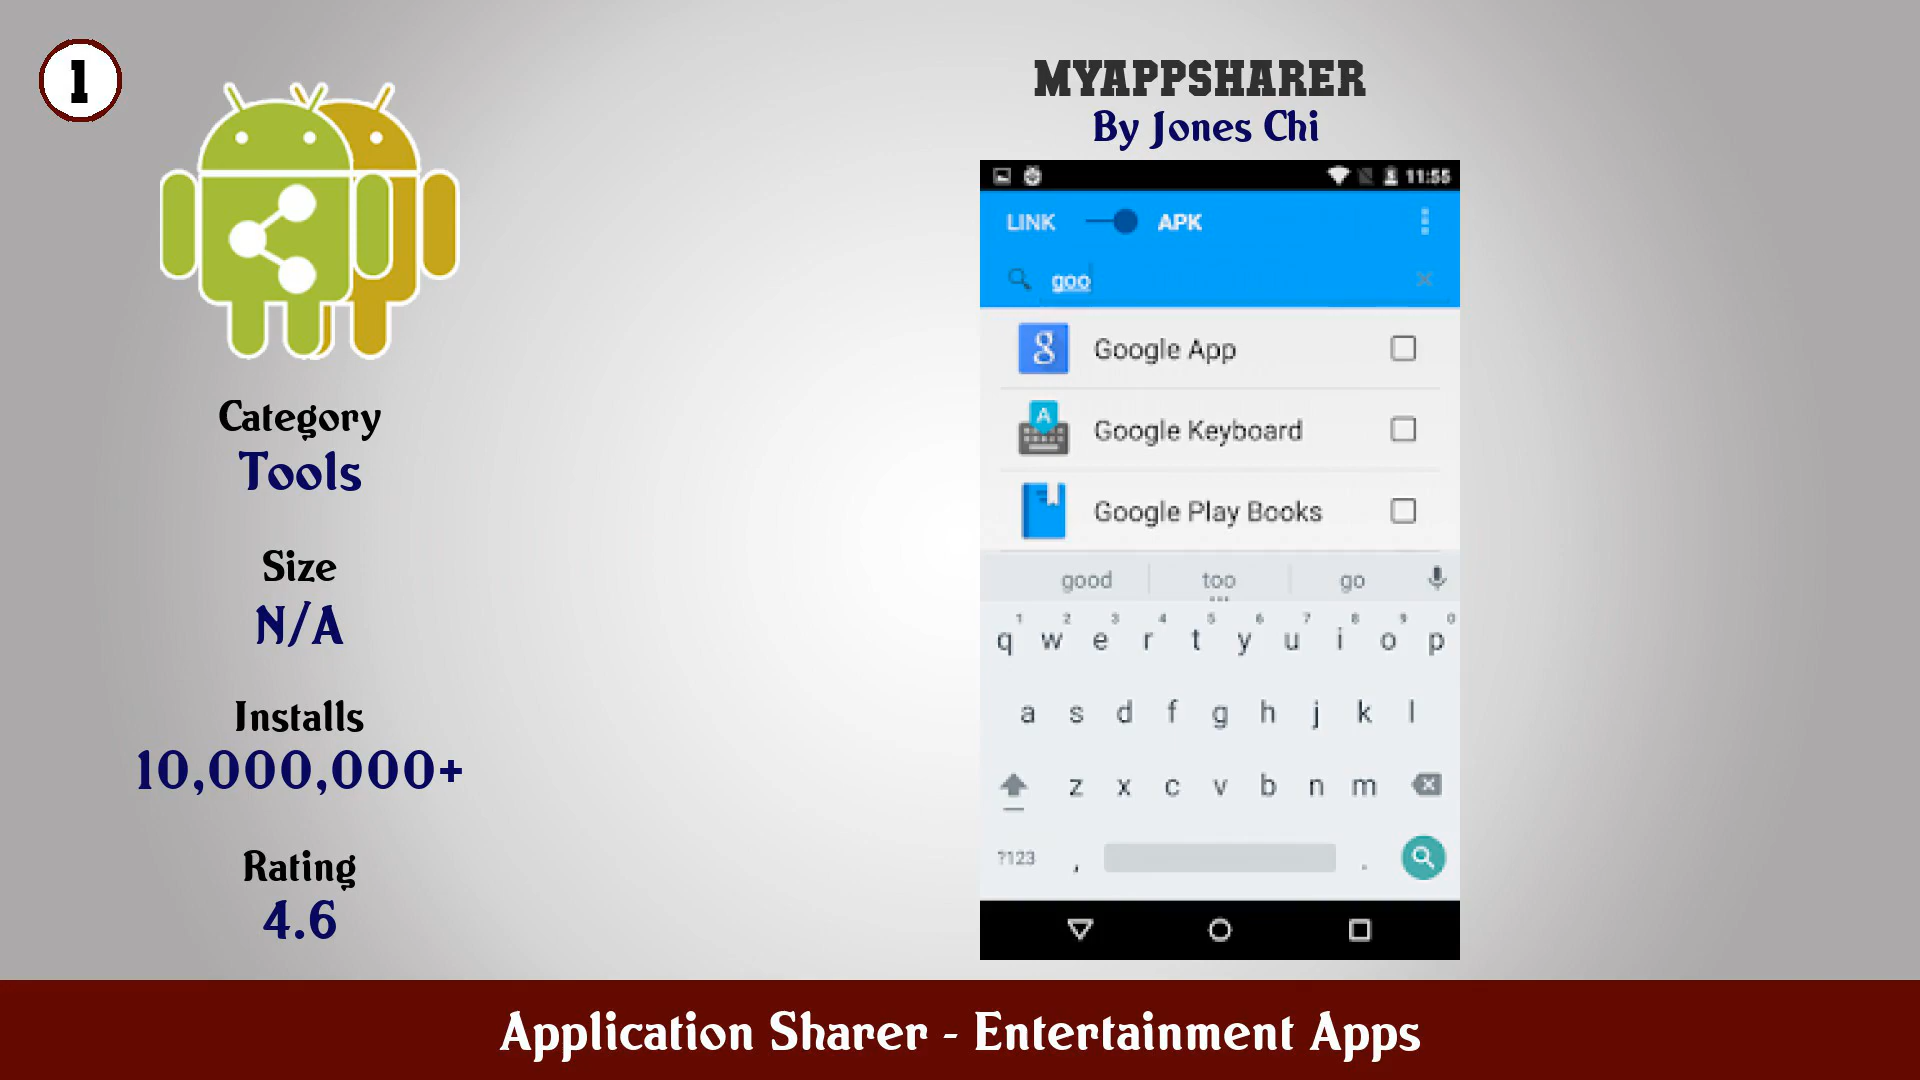 1
MYAPPSHARER
By Jones Chi
Category
Tools
Size
N/A
Installs
10,000,000+
Rating
4.6
11:55
LINK APK
goo
g Google App
A Google Keyboard
Google Play Books
good too go
1 2 3 4 5 6 7 8 9 0
q w e r t y u i o p
a s d f g h j k l
z x c v b n m
?123 , .
Application Sharer - Entertainment Apps